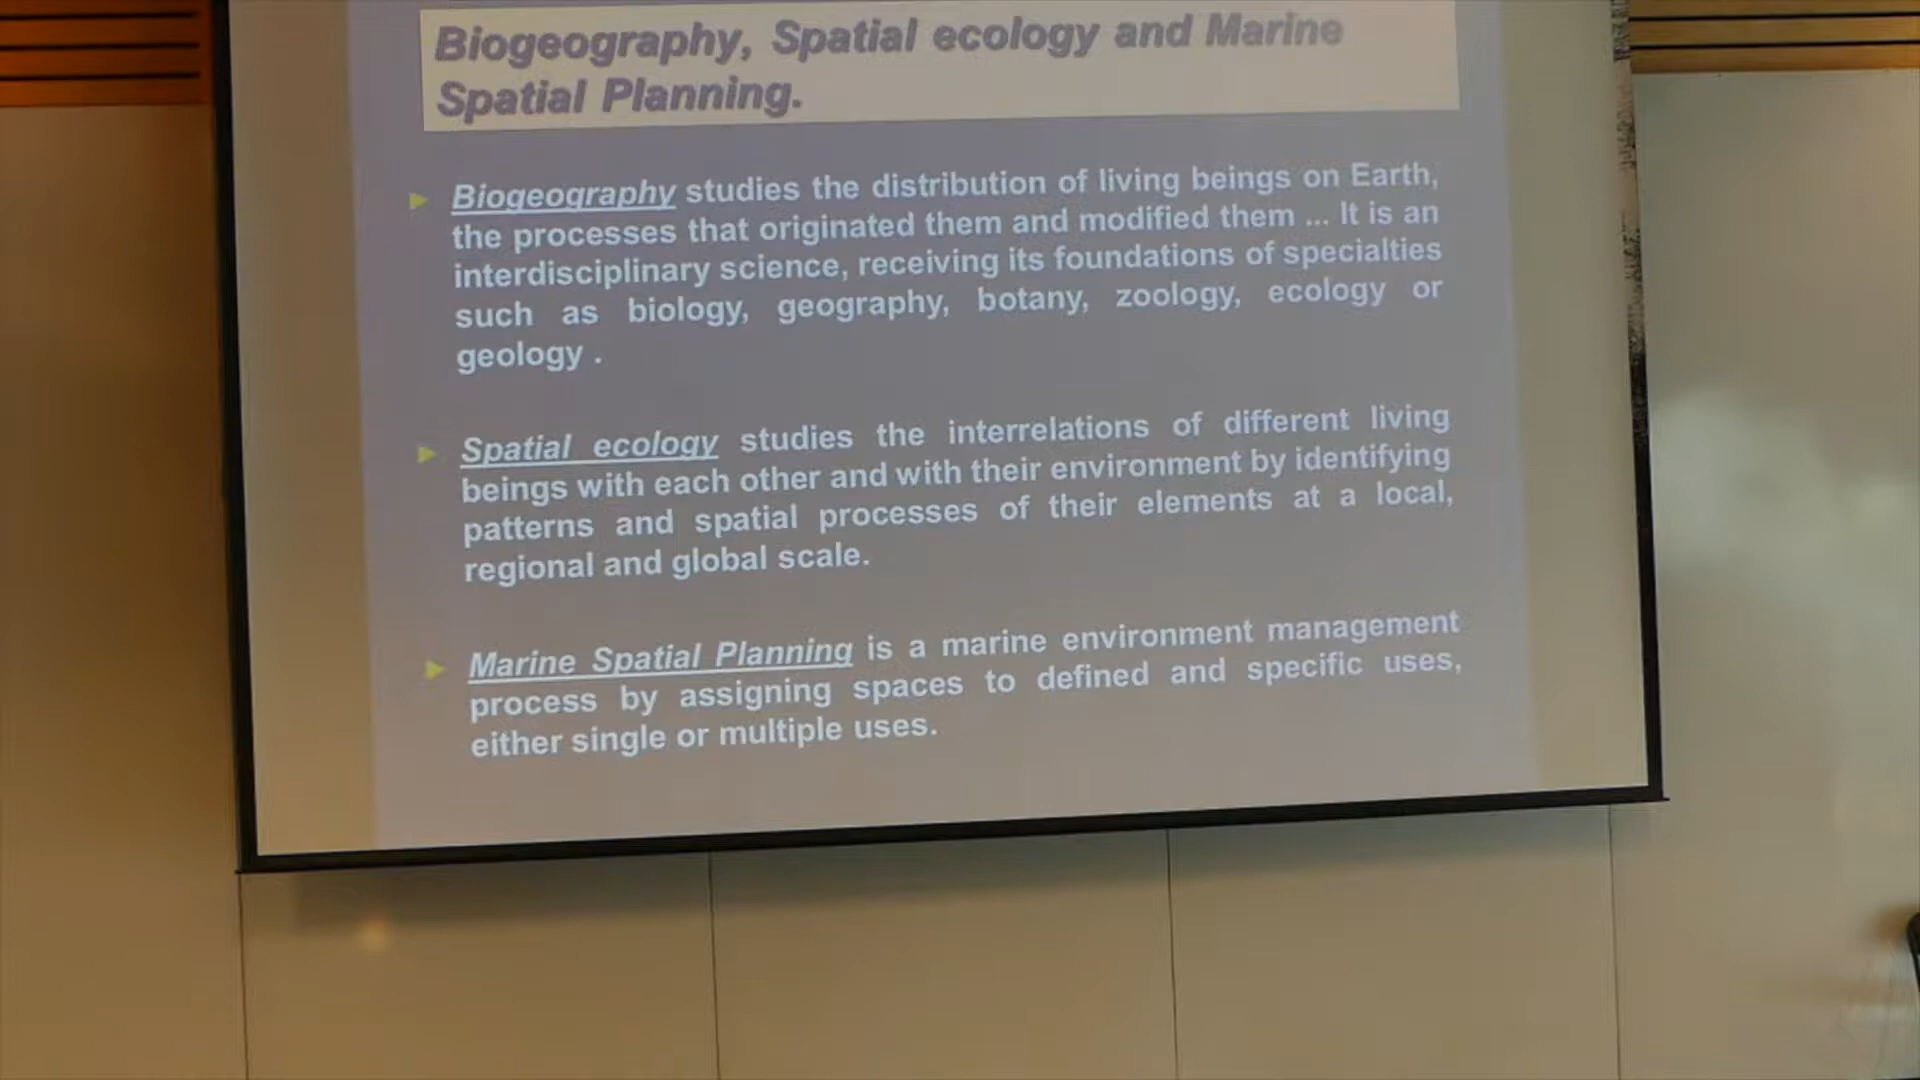 Biogeography, Spatial ecology and Marine
Spatial Planning.
Biogeography studies the distribution of living beings on Earth,
the processes that originated them and modified them ... It is an
interdisciplinary science, receiving its foundations of specialties
such as biology, geography, botany, zoology, ecology or
geology .
Spatial ecology studies the interrelations of different living
beings with each other and with their environment by identifying
patterns and spatial processes of their elements at a local,
regional and global scale.
Marine Spatial Planning is a marine environment management
process by assigning spaces to defined and specific uses,
either single or multiple uses.